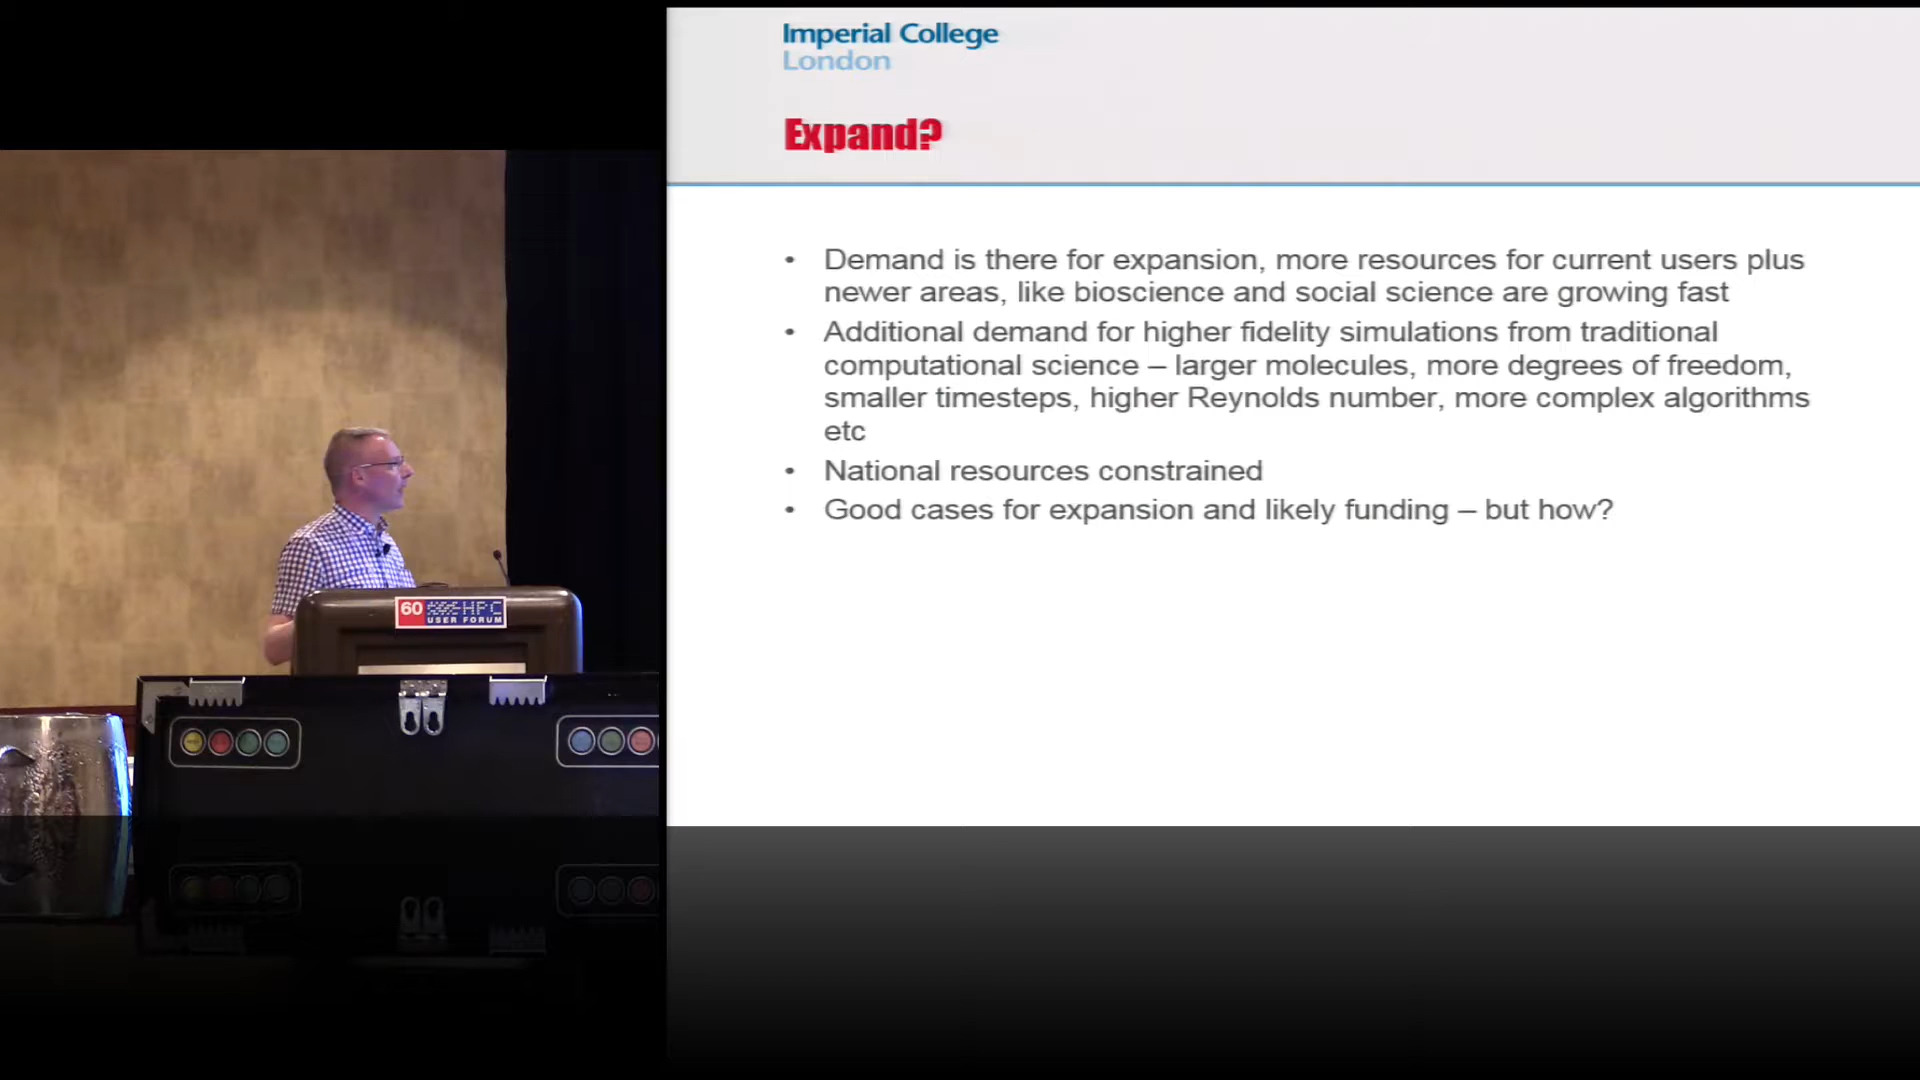 Imperial College
London
Expand?
• Demand is there for expansion, more resources for current users plus
newer areas, like bioscience and social science are growing fast
• Additional demand for higher fidelity simulations from traditional
computational science – larger molecules, more degrees of freedom,
smaller timesteps, higher Reynolds number, more complex algorithms
etc
• National resources constrained
• Good cases for expansion and likely funding – but how?
60 HPC
USER FORUM